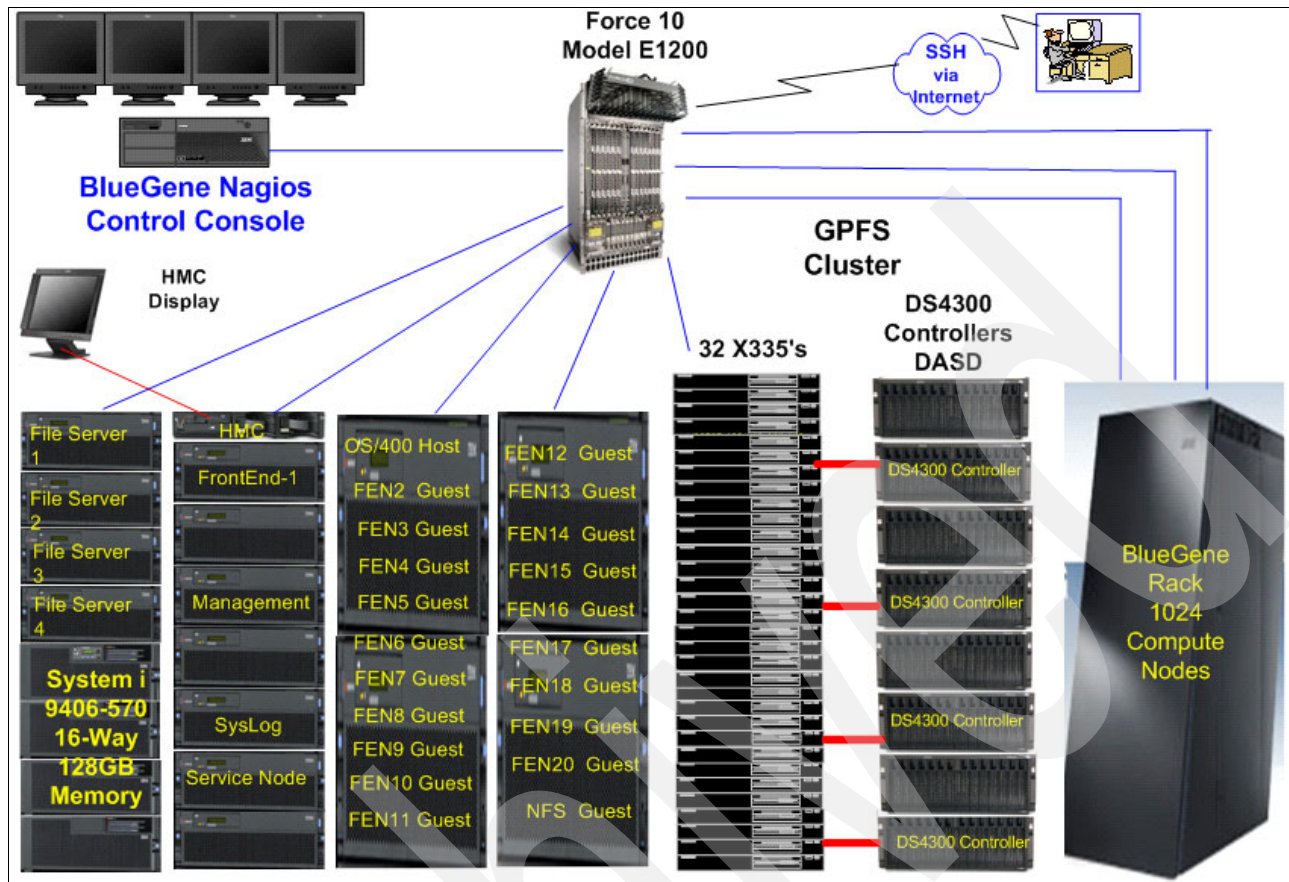 Force 10
Model E1200
SSH
via
Internet
BlueGene Nagios
Control Console
HMC
Display
GPFS
Cluster
32 X335's
DS4300
Controllers
DASD
File Server
1
File Server
2
File Server
3
File Server
4
System i
9406-570
16-Way
128GB
Memory
HMC
FrontEnd-1
Management
SysLog
Service Node
OS/400 Host
FEN2 Guest
FEN3 Guest
FEN4 Guest
FEN5 Guest
FEN6 Guest
FEN7 Guest
FEN8 Guest
FEN9 Guest
FEN10 Guest
FEN11 Guest
FEN12 Guest
FEN13 Guest
FEN14 Guest
FEN15 Guest
FEN16 Guest
FEN17 Guest
FEN18 Guest
FEN19 Guest
FEN20 Guest
NFS Guest
DS4300 Controller
DS4300 Controller
DS4300 Controller
DS4300 Controller
BlueGene
Rack
1024
Compute
Nodes